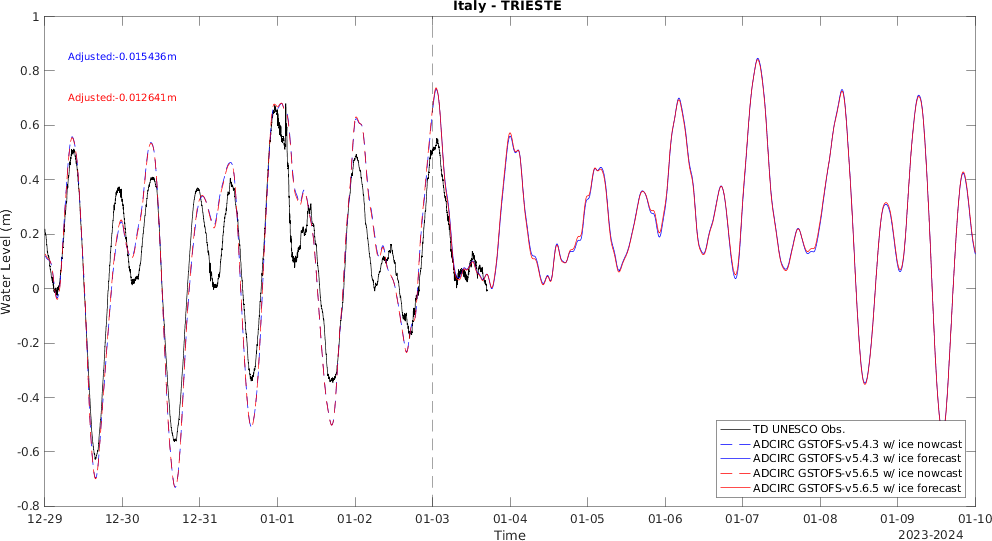 Italy - TRIESTE
Adjusted:-0.015436m
Adjusted:-0.012641m
Water Level (m)
1
0.8
0.6
0.4
0.2
0
-0.2
-0.4
-0.6
-0.8
TD UNESCO Obs.
ADCIRC GSTOFS-v5.4.3 w/ ice nowcast
ADCIRC GSTOFS-v5.4.3 w/ ice forecast
ADCIRC GSTOFS-v5.6.5 w/ ice nowcast
ADCIRC GSTOFS-v5.6.5 w/ ice forecast
12-29 12-30 12-31 01-01 01-02 01-03 01-04 01-05 01-06 01-07 01-08 01-09 01-10
Time
2023-2024